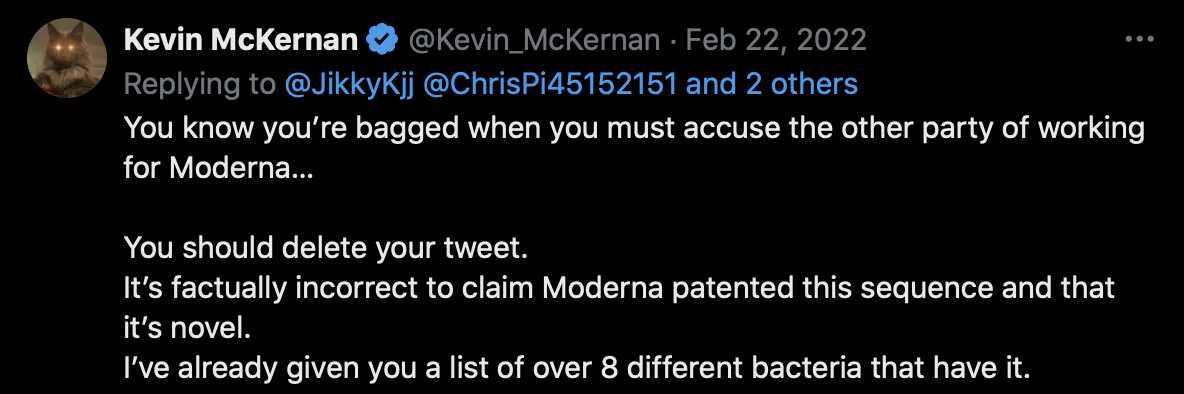 Kevin McKernan @Kevin_McKernan · Feb 22, 2022
Replying to @JikkyKjj @ChrisPi45152151 and 2 others
You know you’re bagged when you must accuse the other party of working
for Moderna...
You should delete your tweet.
It’s factually incorrect to claim Moderna patented this sequence and that
it’s novel.
I’ve already given you a list of over 8 different bacteria that have it.